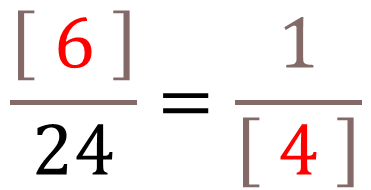 [ 6 ] / 24 = 1 / [ 4 ]